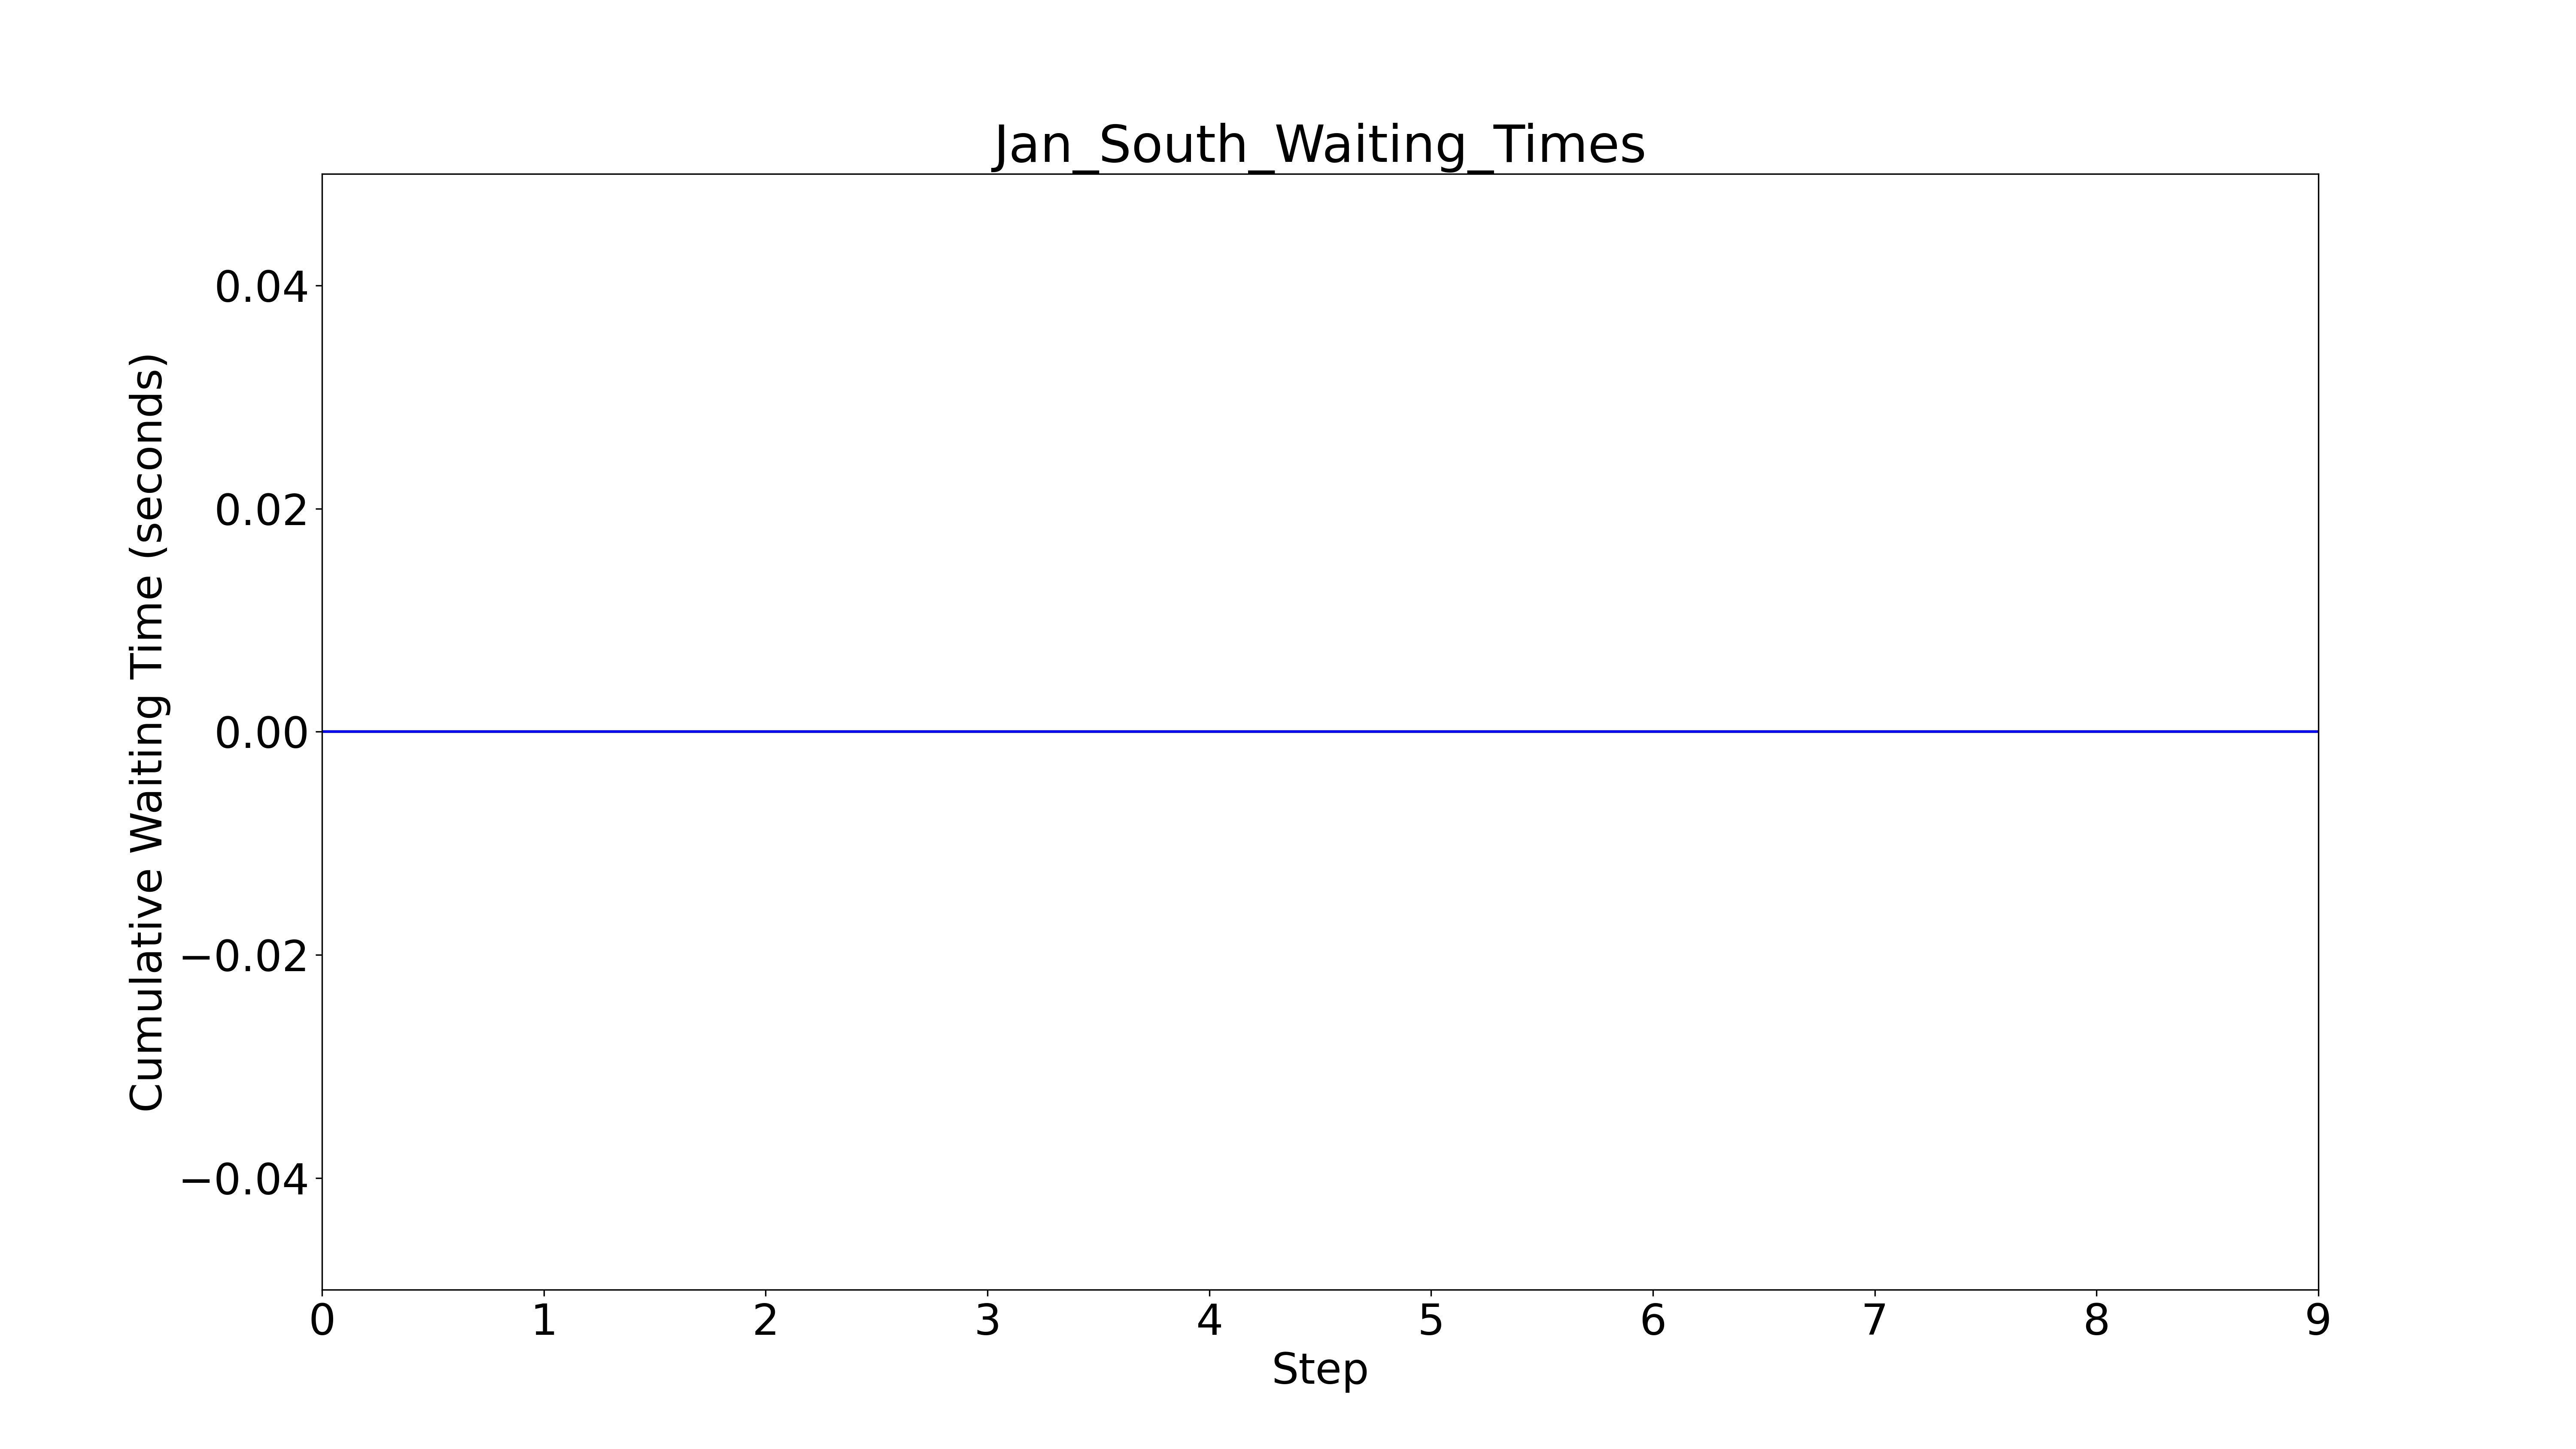 Jan_South_Waiting_Times
Cumulative Waiting Time (seconds)
0.04
0.02
0.00
−0.02
−0.04
0 1 2 3 4 5 6 7 8 9
Step